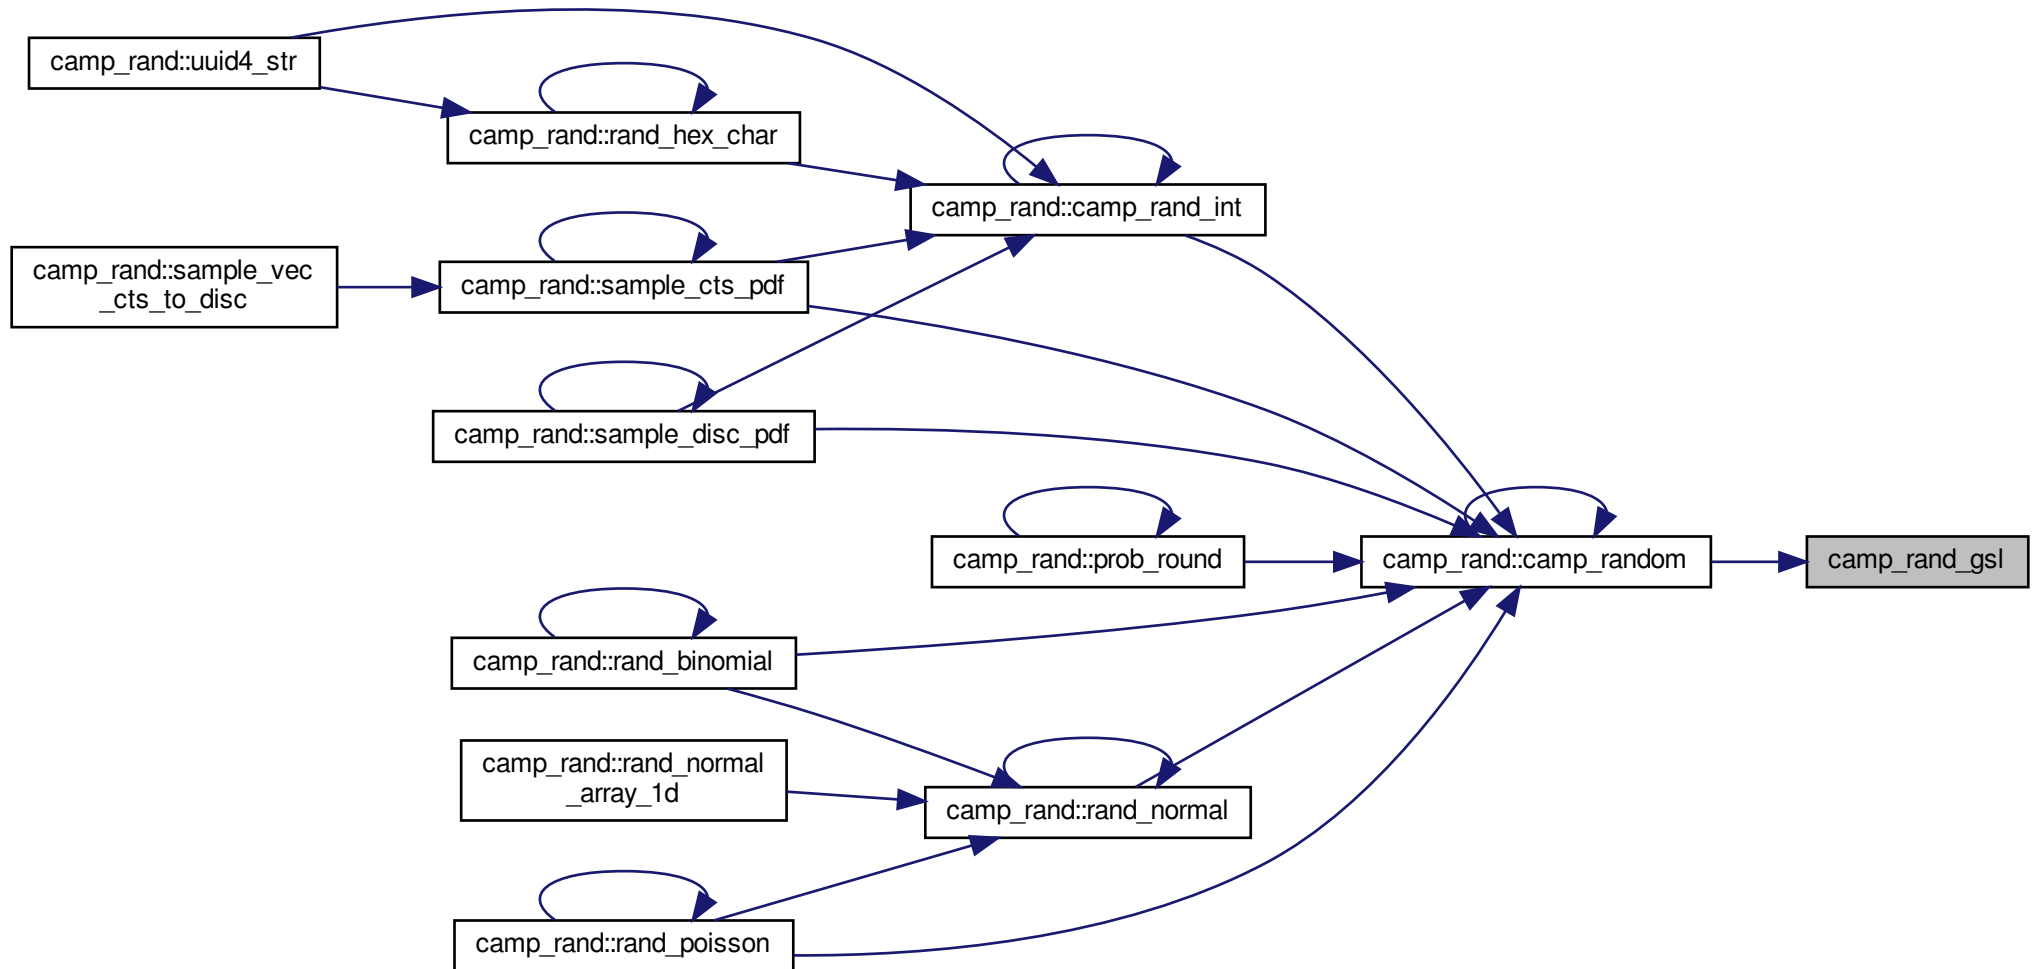 camp_rand::uuid4_str
camp_rand::rand_hex_char
camp_rand::camp_rand_int
camp_rand::sample_vec
_cts_to_disc
camp_rand::sample_cts_pdf
camp_rand::sample_disc_pdf
camp_rand::prob_round
camp_rand::camp_random
camp_rand_gsl
camp_rand::rand_binomial
camp_rand::rand_normal
_array_1d
camp_rand::rand_normal
camp_rand::rand_poisson